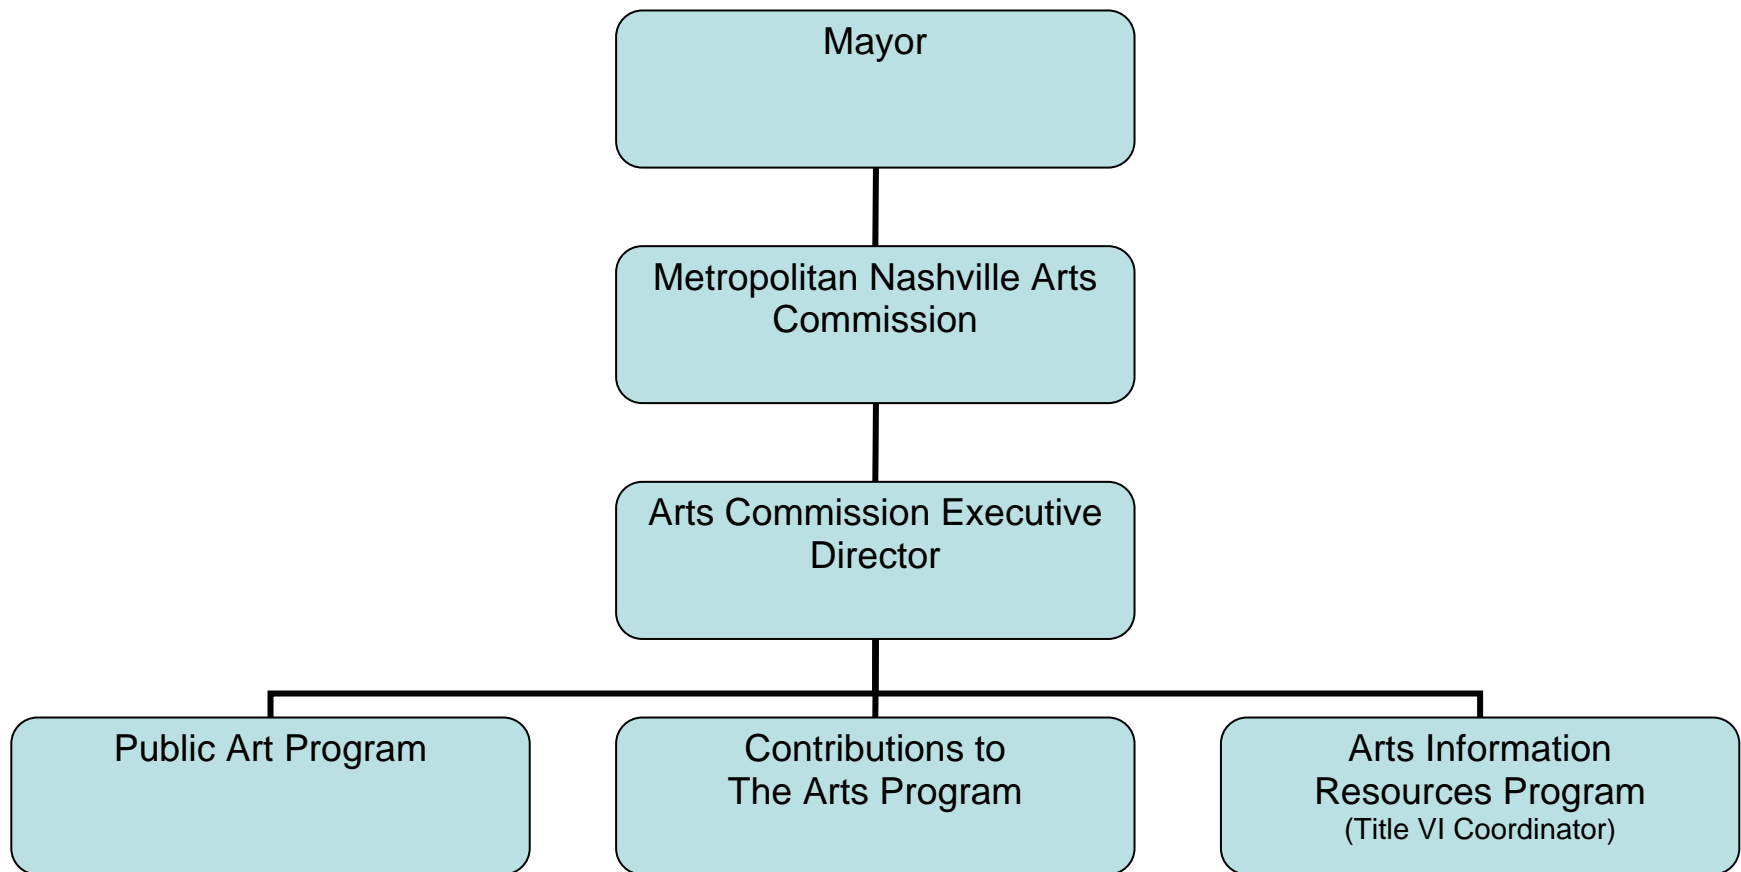 Mayor
Metropolitan Nashville Arts
Commission
Arts Commission Executive
Director
Public Art Program
Contributions to
The Arts Program
Arts Information
Resources Program
(Title VI Coordinator)